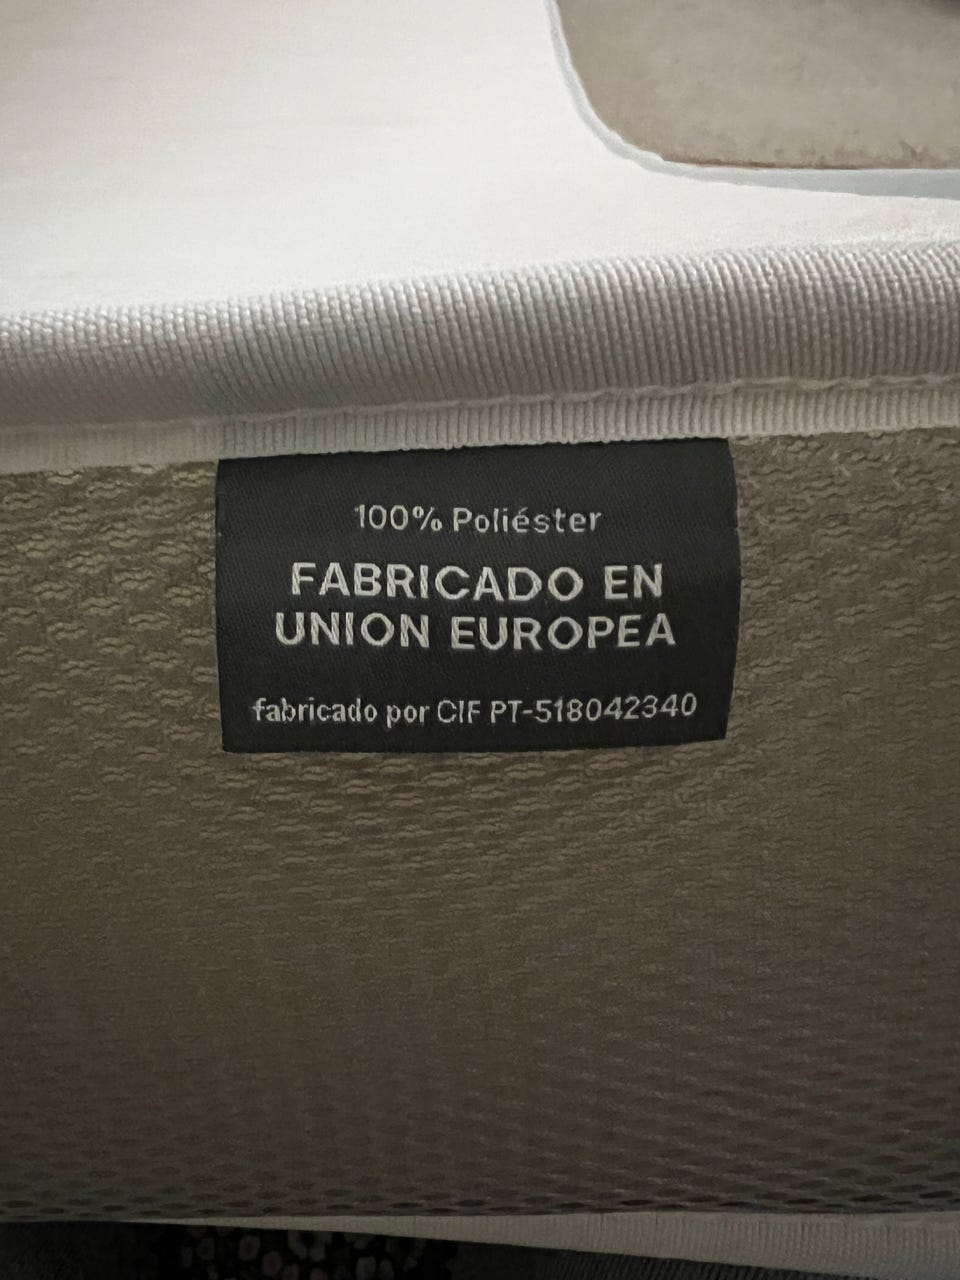 100% Poliéster
FABRICADO EN
UNION EUROPEA
fabricado por CIF PT-518042340